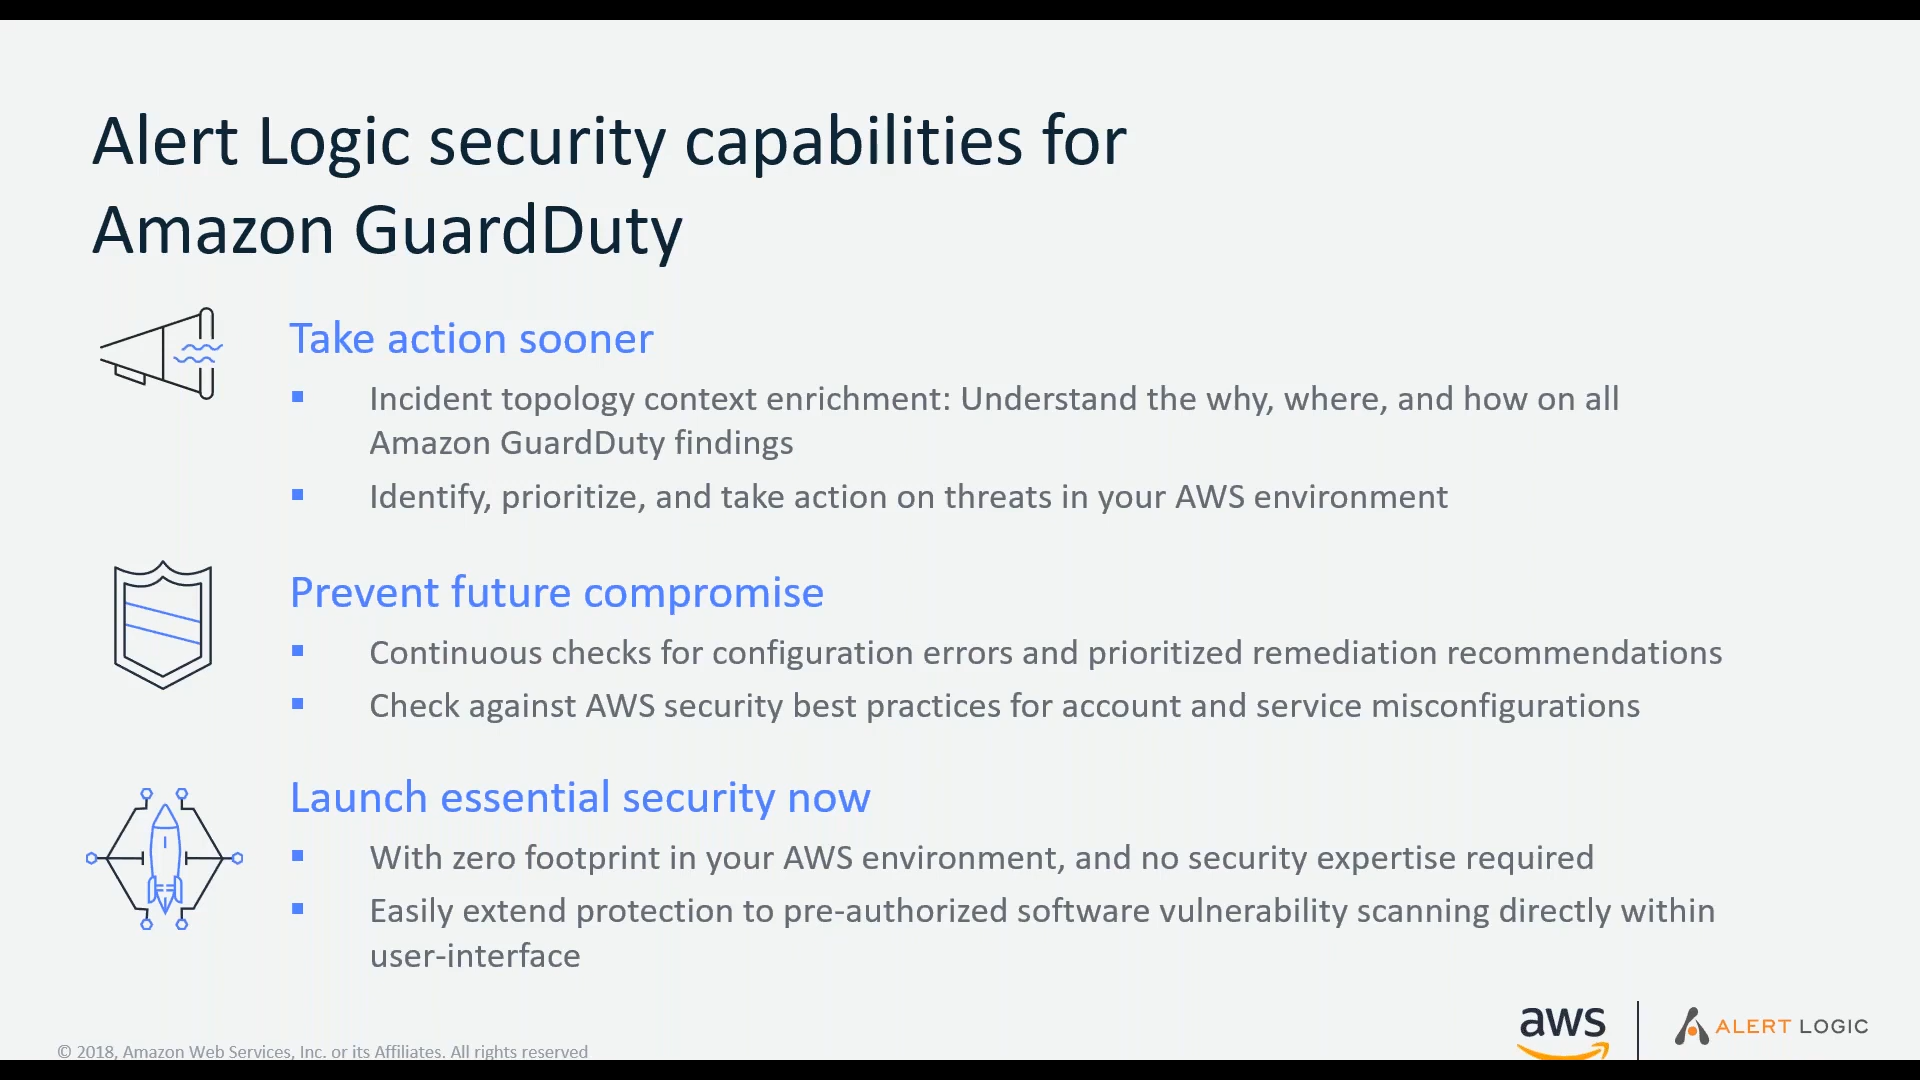 Alert Logic security capabilities for
Amazon GuardDuty
Take action sooner
Incident topology context enrichment: Understand the why, where, and how on all
Amazon GuardDuty findings
Identify, prioritize, and take action on threats in your AWS environment
Prevent future compromise
Continuous checks for configuration errors and prioritized remediation recommendations
Check against AWS security best practices for account and service misconfigurations
Launch essential security now
With zero footprint in your AWS environment, and no security expertise required
Easily extend protection to pre-authorized software vulnerability scanning directly within
user-interface
© 2018, Amazon Web Services, Inc. or its Affiliates. All rights reserved
aws
ALERT LOGIC